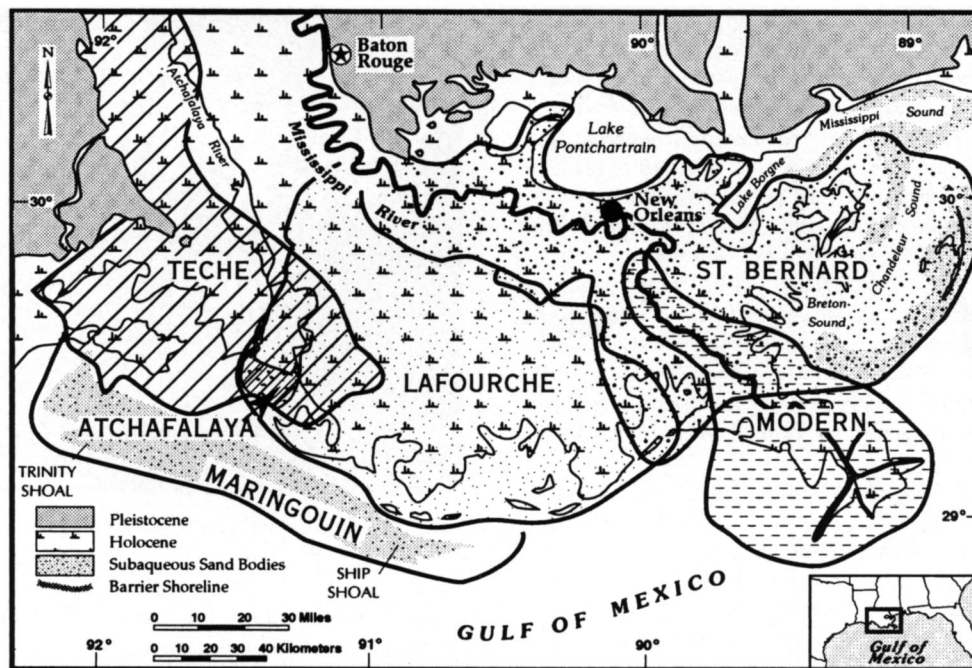 92°
90°
89°
N
Baton
Rouge
Atchafalaya
River
Mississippi
River
Lake
Pontchartrain
Mississippi Sound
Lake Borgne
30°
New
Orleans
30°
Sound
Chandeleur
TECHE
ST. BERNARD
Breton
Sound
LAFOURCHE
ATCHAFALAYA
MODERN
TRINITY
SHOAL
MARINGOUIN
Pleistocene
Holocene
Subaqueous Sand Bodies
Barrier Shoreline
29°
SHIP
SHOAL
GULF OF MEXICO
0 10 20 30 Miles
0 10 20 30 40 Kilometers
92°
91°
90°
Gulf of
Mexico